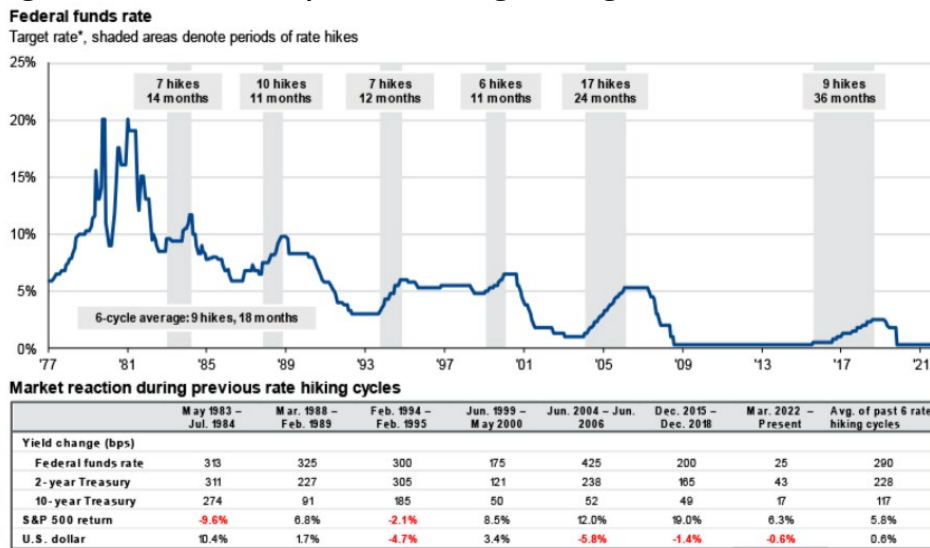 Federal funds rate
Target rate*, shaded areas denote periods of rate hikes
25%
7 hikes 10 hikes 7 hikes 6 hikes 17 hikes 9 hikes
14 months 11 months 12 months 11 months 24 months 36 months
20%
15%
10%
5%
6-cycle average: 9 hikes, 18 months
0%
'77 '81 '85 '89 '93 '97 '01 '05 '09 '13 '17 '21
Market reaction during previous rate hiking cycles
May 1983 – Mar. 1988 – Feb. 1994 – Jun. 1999 – Jun. 2004 – Jun. Dec. 2015 – Mar. 2022 – Avg. of past 6 rate
Jul. 1984 Feb. 1989 Feb. 1995 May 2000 2006 Dec. 2018 Present hiking cycles
Yield change (bps)
Federal funds rate 313 325 300 175 425 200 25 290
2-year Treasury 311 227 305 121 238 165 43 228
10-year Treasury 274 91 185 50 52 49 17 117
S&P 500 return -9.6% 6.8% -2.1% 8.5% 12.0% 19.0% 6.3% 5.8%
U.S. dollar 10.4% 1.7% -4.7% 3.4% -5.8% -1.4% -0.6% 0.6%